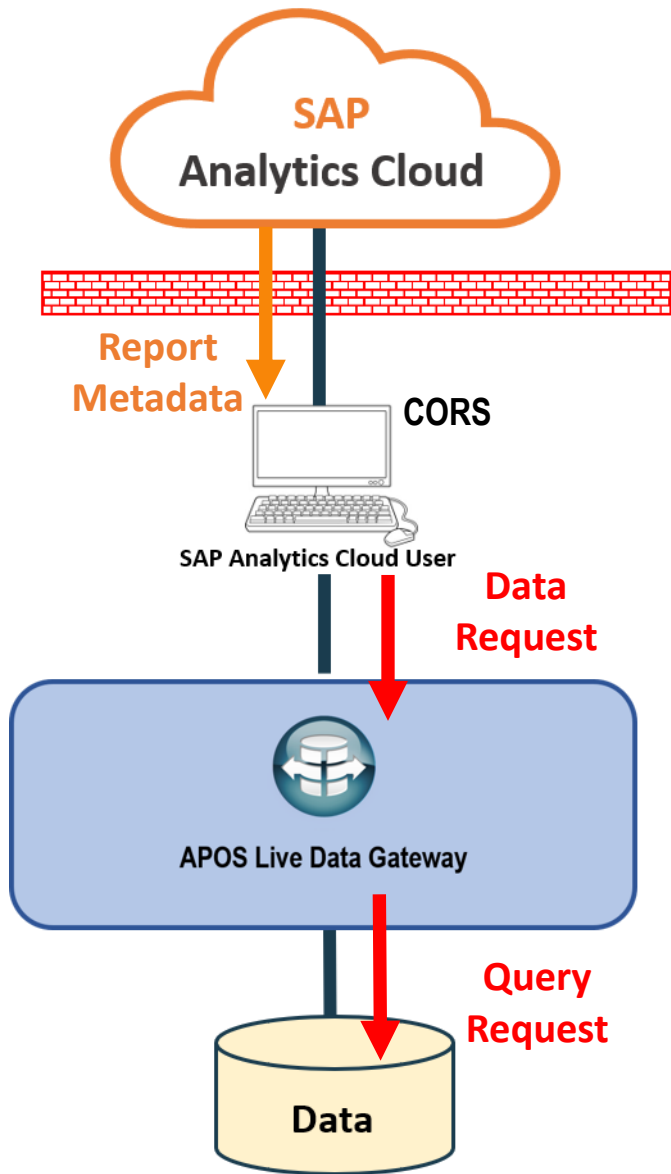 SAP
Analytics Cloud
Report
Metadata
CORS
SAP Analytics Cloud User
Data
Request
APOS Live Data Gateway
Query
Request
Data